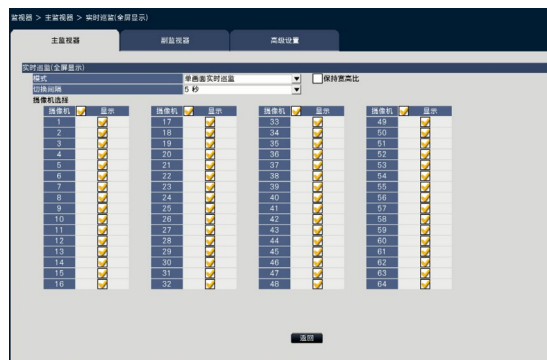 监视器 > 主监视器 > 实时巡监(全屏显示)
主监视器 副监视器 高级设置
实时巡监(全屏显示)
模式 单画面实时巡监 保持宽高比
切换间隔 5 秒
摄像机选择
摄像机 显示 摄像机 显示 摄像机 显示 摄像机 显示
1 17 33 49
2 18 34 50
3 19 35 51
4 20 36 52
5 21 37 53
6 22 38 54
7 23 39 55
8 24 40 56
9 25 41 57
10 26 42 58
11 27 43 59
12 28 44 60
13 29 45 61
14 30 46 62
15 31 47 63
16 32 48 64
返回